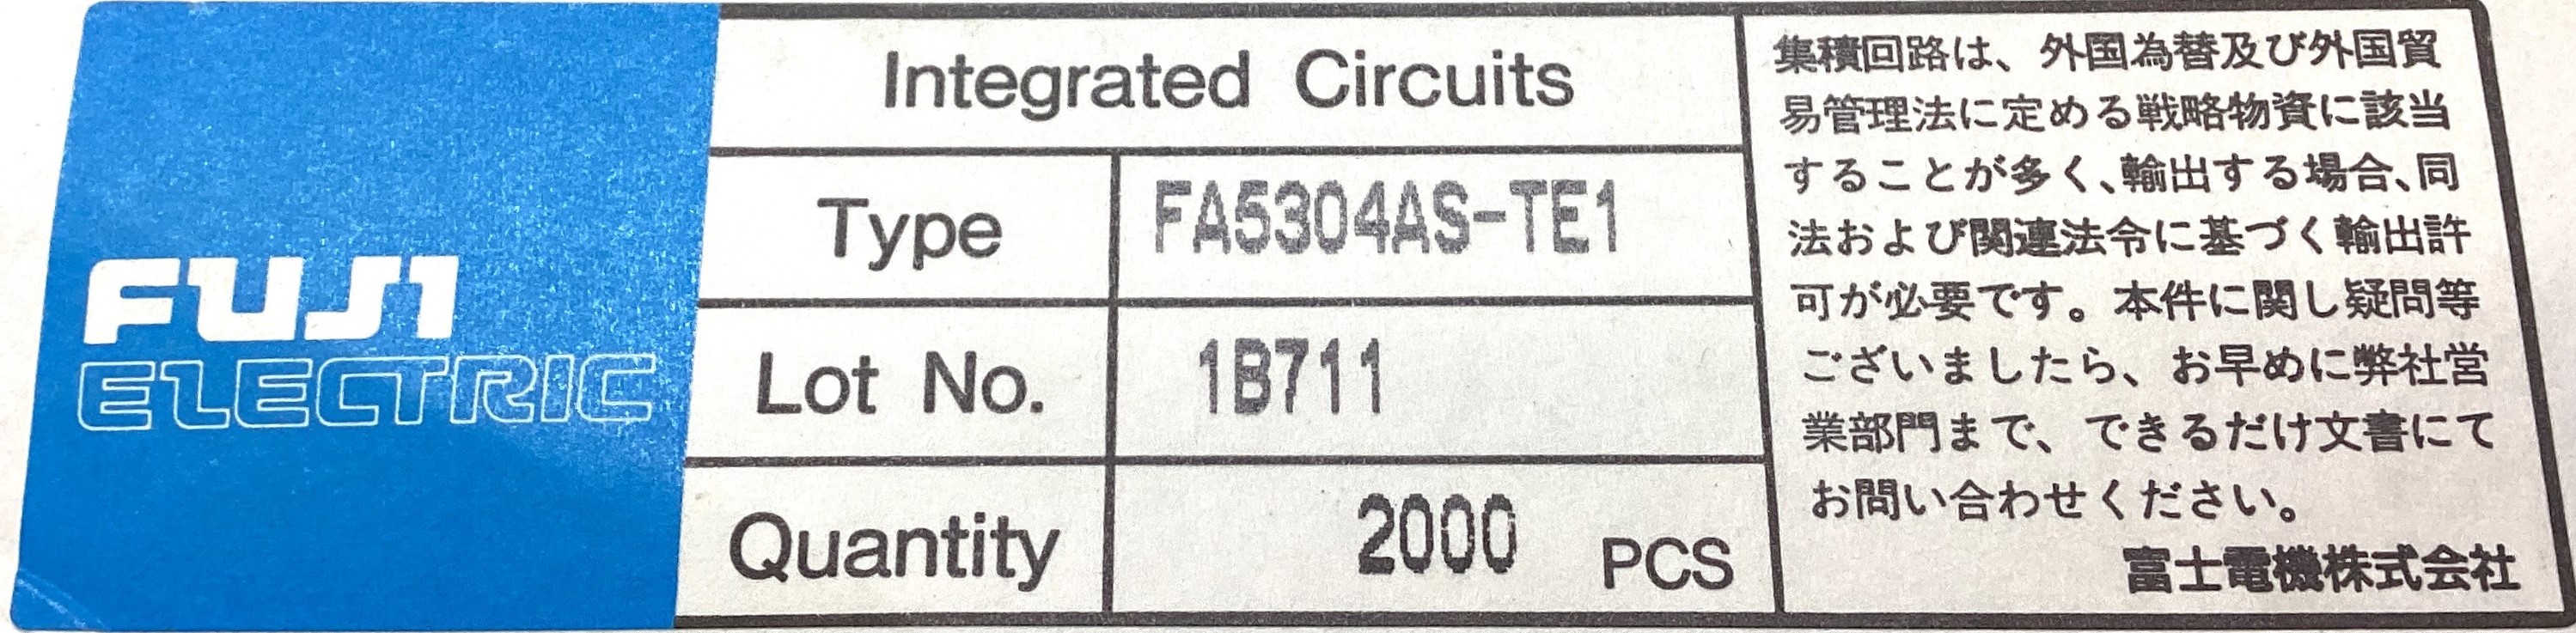 FUJI
ELECTRIC
Integrated Circuits
Type FA5304AS-TE1
Lot No. 1B711
Quantity 2000 PCS
集積回路は、外国為替及び外国貿
易管理法に定める戦略物資に該当
することが多く、輸出する場合、同
法および関連法令に基づく輸出許
可が必要です。本件に関し疑問等
ございましたら、お早めに弊社営
業部門まで、できるだけ文書にて
お問い合わせください。
富士電機株式会社